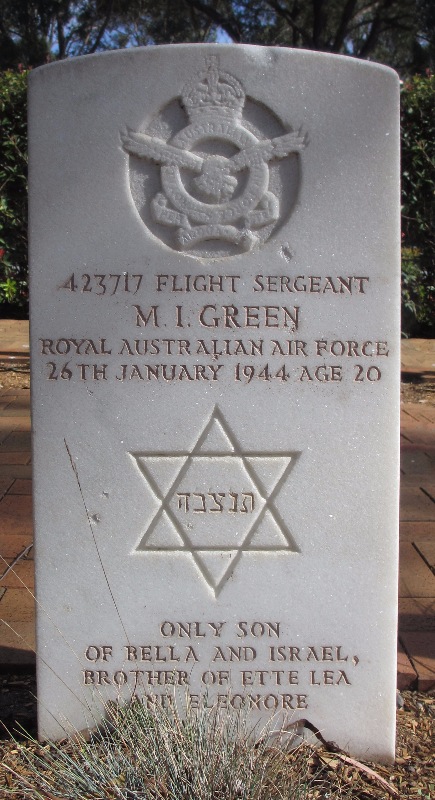 AUSTRALIA
423717 FLIGHT SERGEANT
M. I. GREEN
ROYAL AUSTRALIAN AIR FORCE
26TH JANUARY 1944 AGE 20
תנצבה
ONLY SON
OF BELLA AND ISRAEL,
BROTHER OF ETTE LEA
AND ELEONORE